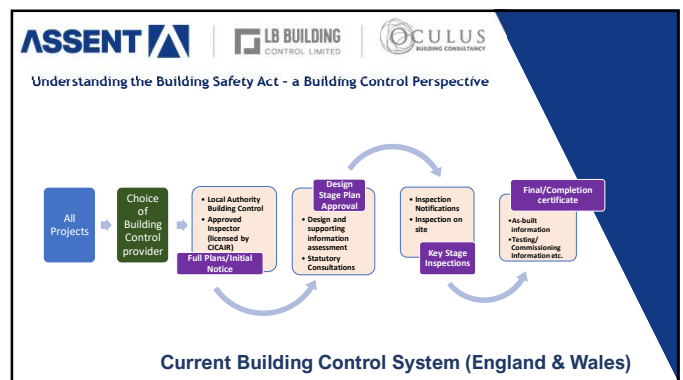 ASSENT
LB BUILDING
CONTROL LIMITED
OCULUS
BUILDING CONSULTANCY
Understanding the Building Safety Act – a Building Control Perspective
All
Projects
Choice
of
Building
Control
provider
• Local Authority
Building Control
• Approved
Inspector
(licensed by
CICAIR)
Full Plans/Initial
Notice
Design
Stage Plan
Approval
• Design and
supporting
information
assessment
• Statutory
Consultations
• Inspection
Notifications
• Inspection on
site
Key Stage
Inspections
Final/Completion
certificate
•As-built
information
•Testing/
Commissioning
Information etc.
Current Building Control System (England & Wales)